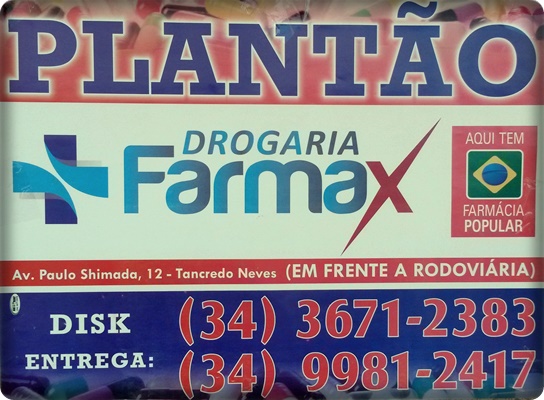 PLANTÃO
DROGARIA
Farmax
AQUI TEM
FARMÁCIA
POPULAR
Av. Paulo Shimada, 12 - Tancredo Neves (EM FRENTE A RODOVIÁRIA)
DISK ENTREGA:
(34) 3671-2383
(34) 9981-2417